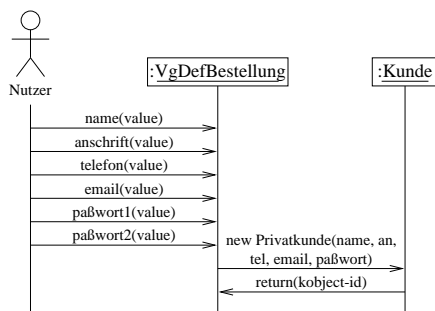 :VgDefBestellung
:Kunde
Nutzer
name(value)
anschrift(value)
telefon(value)
email(value)
paßwort1(value)
paßwort2(value)
new Privatkunde(name, an,
tel, email, paßwort)
return(kobject-id)